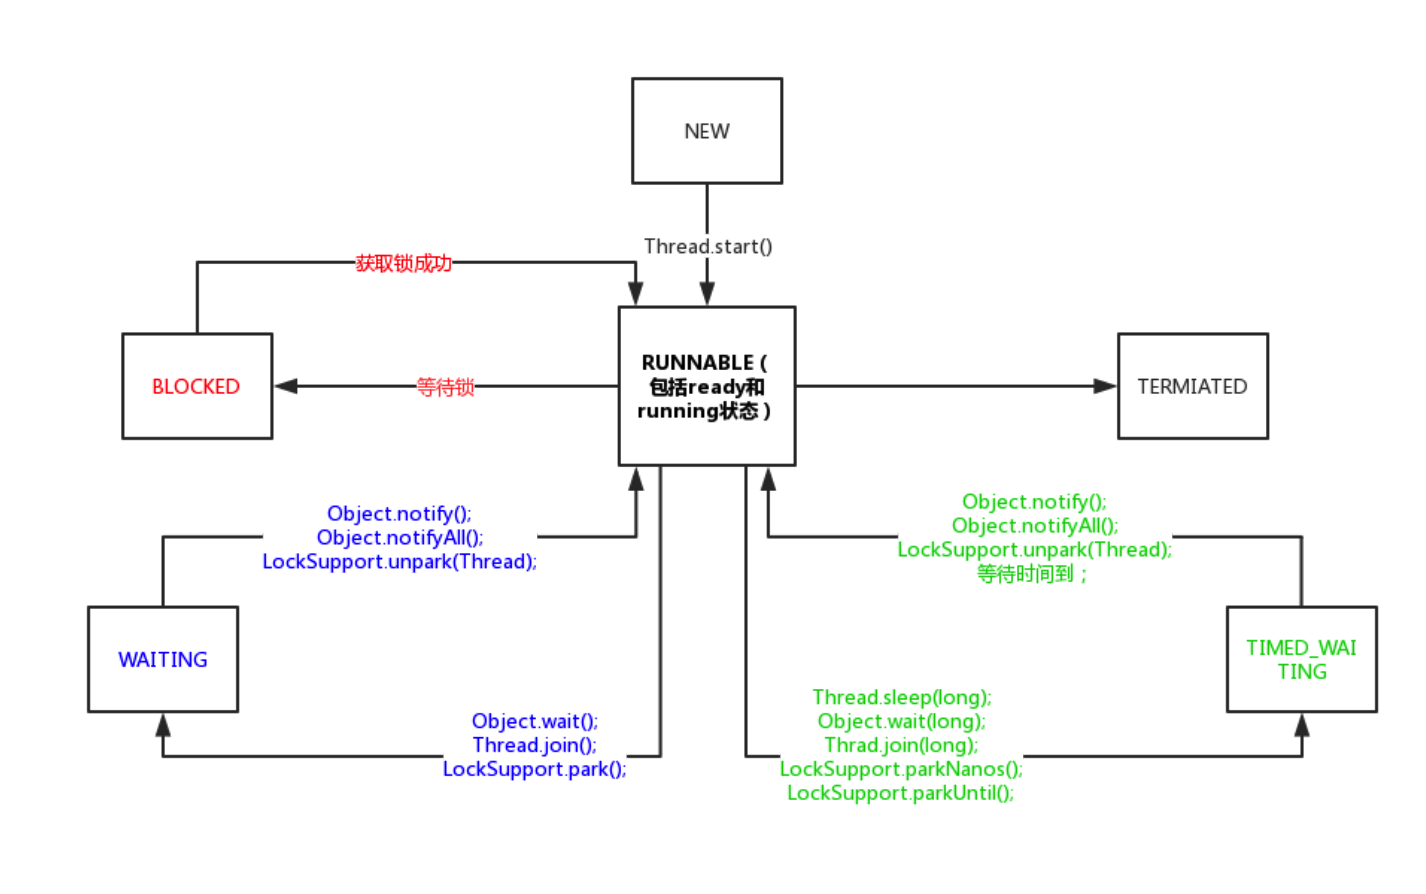 NEW
Thread.start()
获取锁成功
RUNNABLE（
包括ready和
running状态）
BLOCKED
等待锁
TERMIATED
Object.notify();
Object.notifyAll();
LockSupport.unpark(Thread);
Object.notify();
Object.notifyAll();
LockSupport.unpark(Thread);
等待时间到；
WAITING
TIMED_WAI
TING
Object.wait();
Thread.join();
LockSupport.park();
Thread.sleep(long);
Object.wait(long);
Thrad.join(long);
LockSupport.parkNanos();
LockSupport.parkUntil();